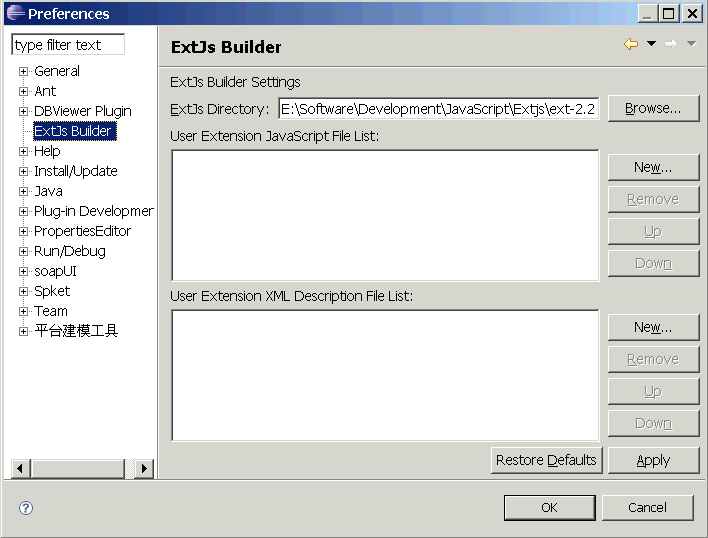 Preferences
type filter text
General
Ant
DBViewer Plugin
ExtJs Builder
Help
Install/Update
Java
Plug-in Developmer
PropertiesEditor
Run/Debug
soapUI
Spket
Team
平台建模工具
ExtJs Builder
ExtJs Builder Settings
ExtJs Directory: E:\Software\Development\JavaScript\Extjs\ext-2.2 Browse...
User Extension JavaScript File List:
New...
Remove
Up
Down
User Extension XML Description File List:
New...
Remove
Up
Down
Restore Defaults Apply
? OK Cancel